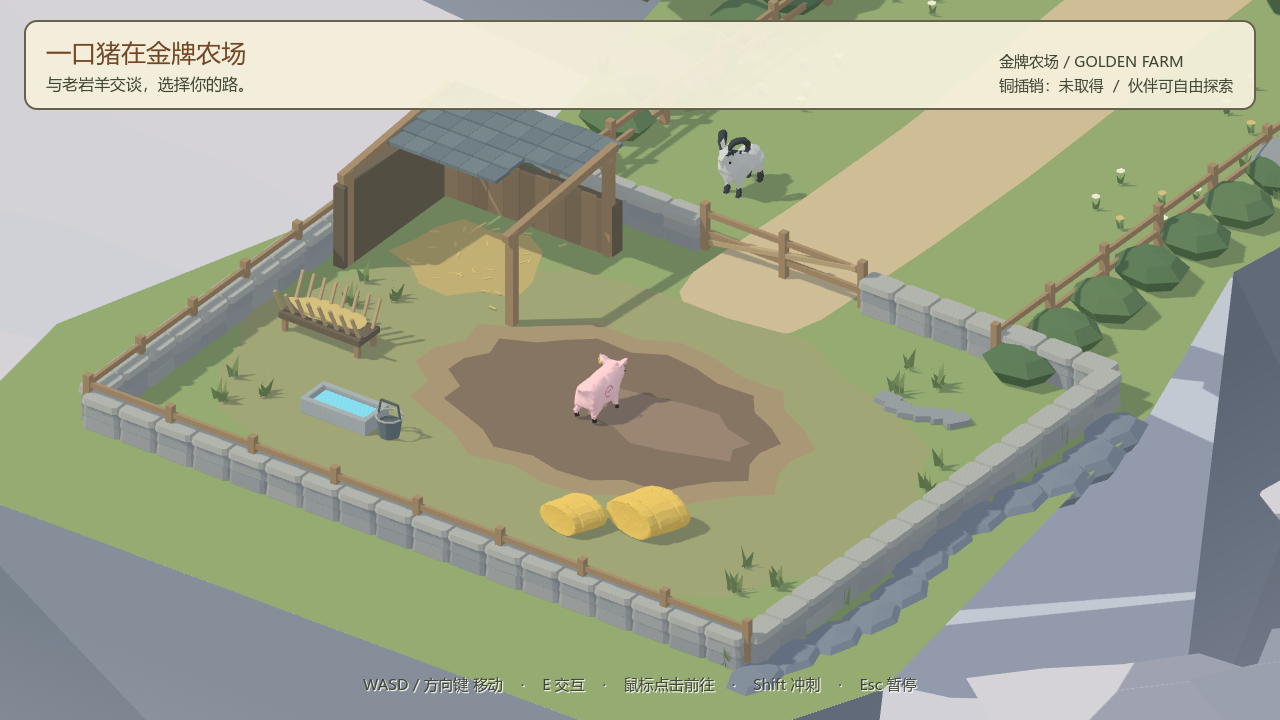 一口猪在金牌农场
与老岩羊交谈，选择你的路。
金牌农场 / GOLDEN FARM
铜插销：未取得 / 伙伴可自由探索
WASD / 方向键 移动 · E 交互 · 鼠标点击前往 · Shift 冲刺 · Esc 暂停